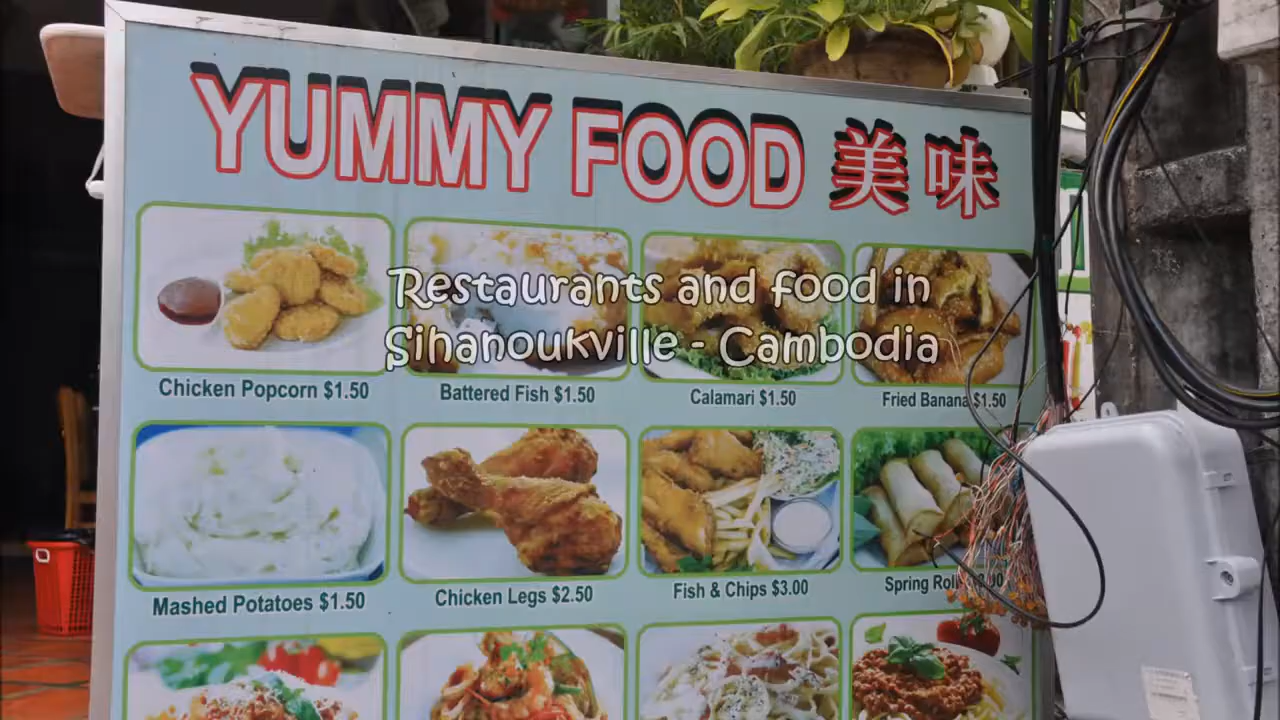 YUMMY FOOD 美味
Restaurants and food in
Sihanoukville - Cambodia
Chicken Popcorn $1.50
Battered Fish $1.50
Calamari $1.50
Fried Banana $1.50
Mashed Potatoes $1.50
Chicken Legs $2.50
Fish & Chips $3.00
Spring